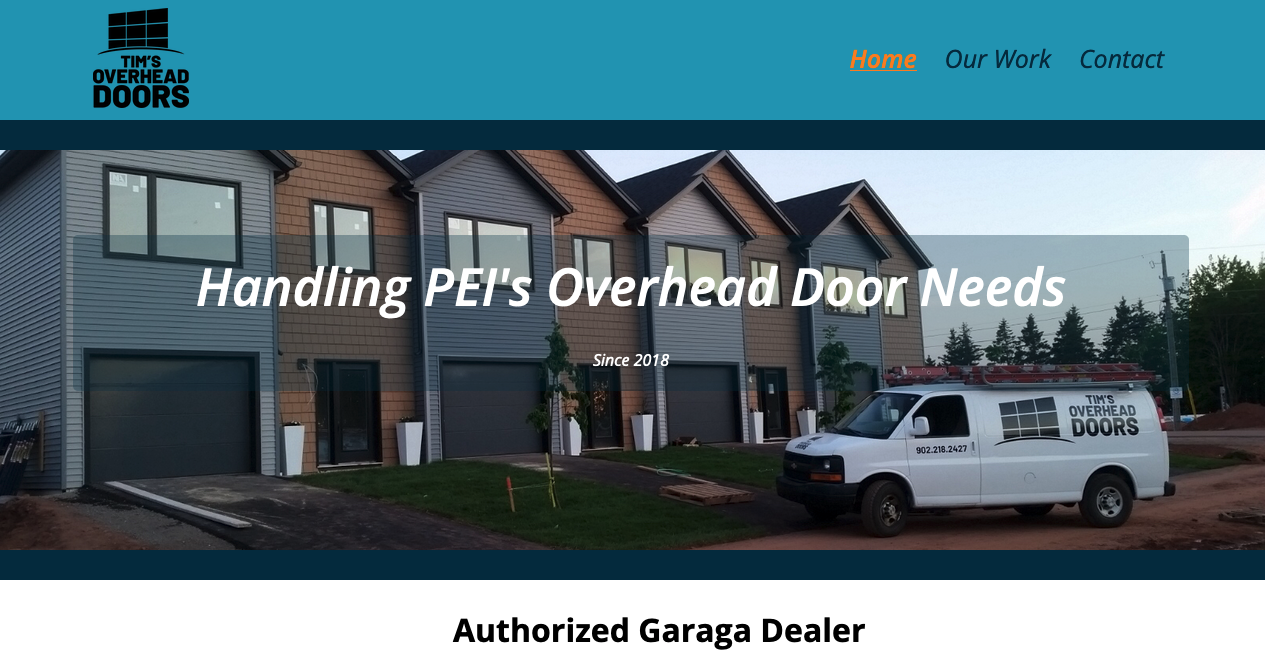 TIM'S
OVERHEAD
DOORS
Home Our Work Contact
Handling PEI's Overhead Door Needs
Since 2018
TIM'S
OVERHEAD
DOORS
902.218.2427
Authorized Garaga Dealer